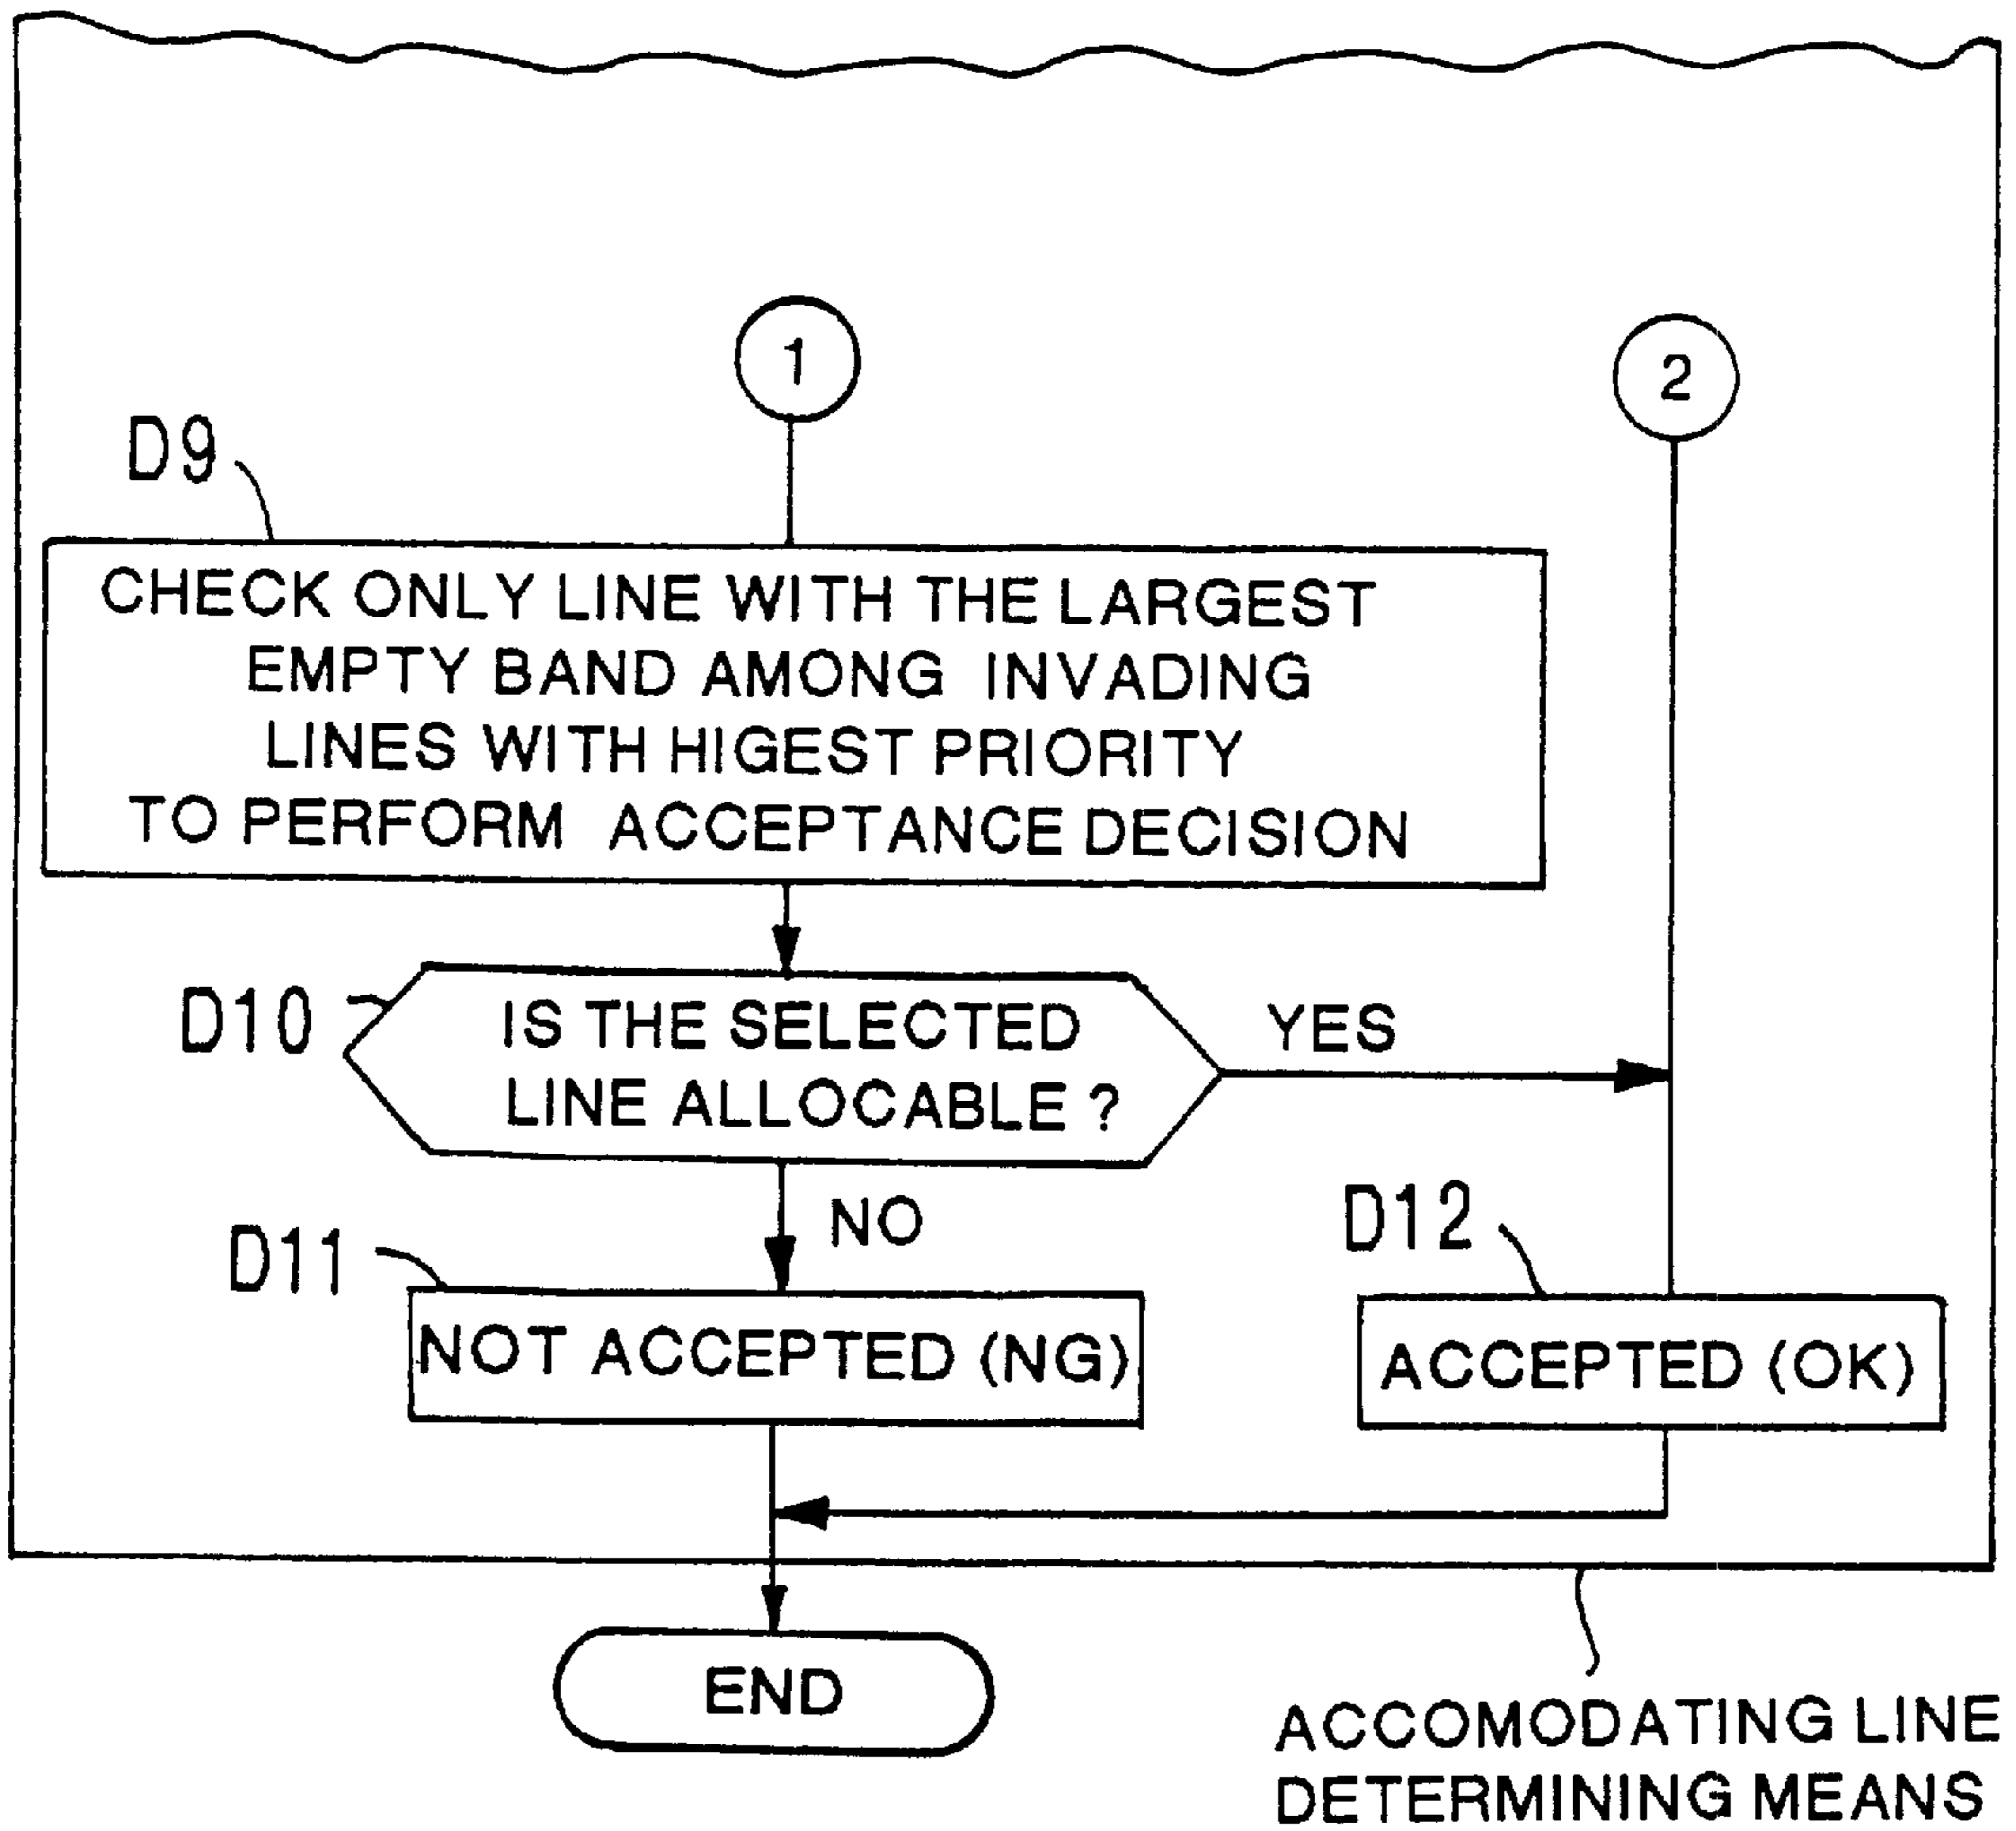 1
2
D9
CHECK ONLY LINE WITH THE LARGEST
EMPTY BAND AMONG INVADING
LINES WITH HIGEST PRIORITY
TO PERFORM ACCEPTANCE DECISION
D10
IS THE SELECTED
LINE ALLOCABLE ?
YES
NO
D11
NOT ACCEPTED (NG)
D12
ACCEPTED (OK)
END
ACCOMODATING LINE
DETERMINING MEANS